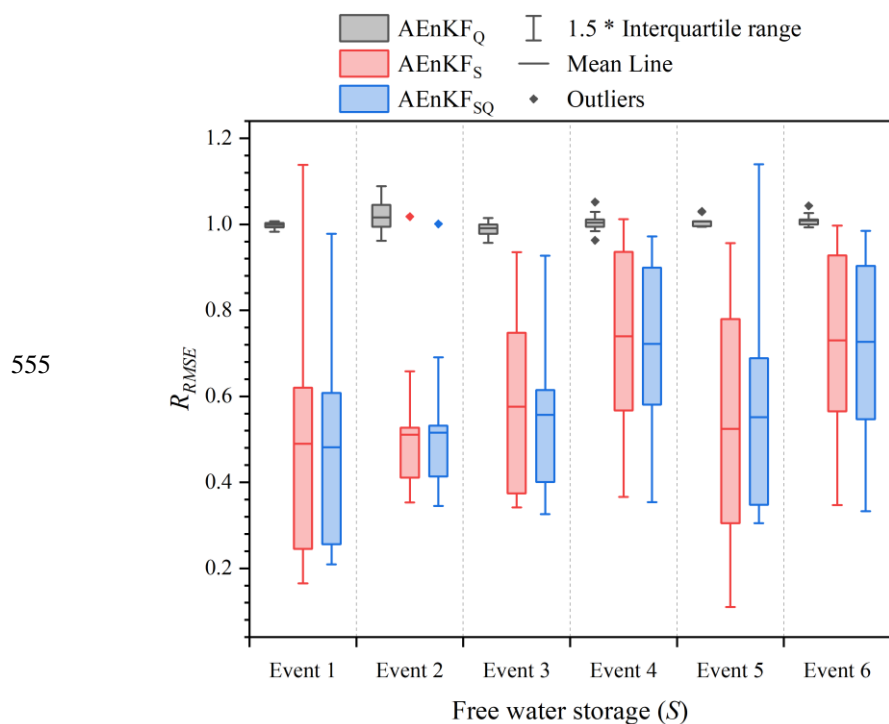 AEnKF_Q 1.5 * Interquartile range
AEnKF_S Mean Line
AEnKF_SQ Outliers
1.2
1.0
0.8
0.6
0.4
0.2
R_RMSE
555
Event 1 Event 2 Event 3 Event 4 Event 5 Event 6
Free water storage (S)